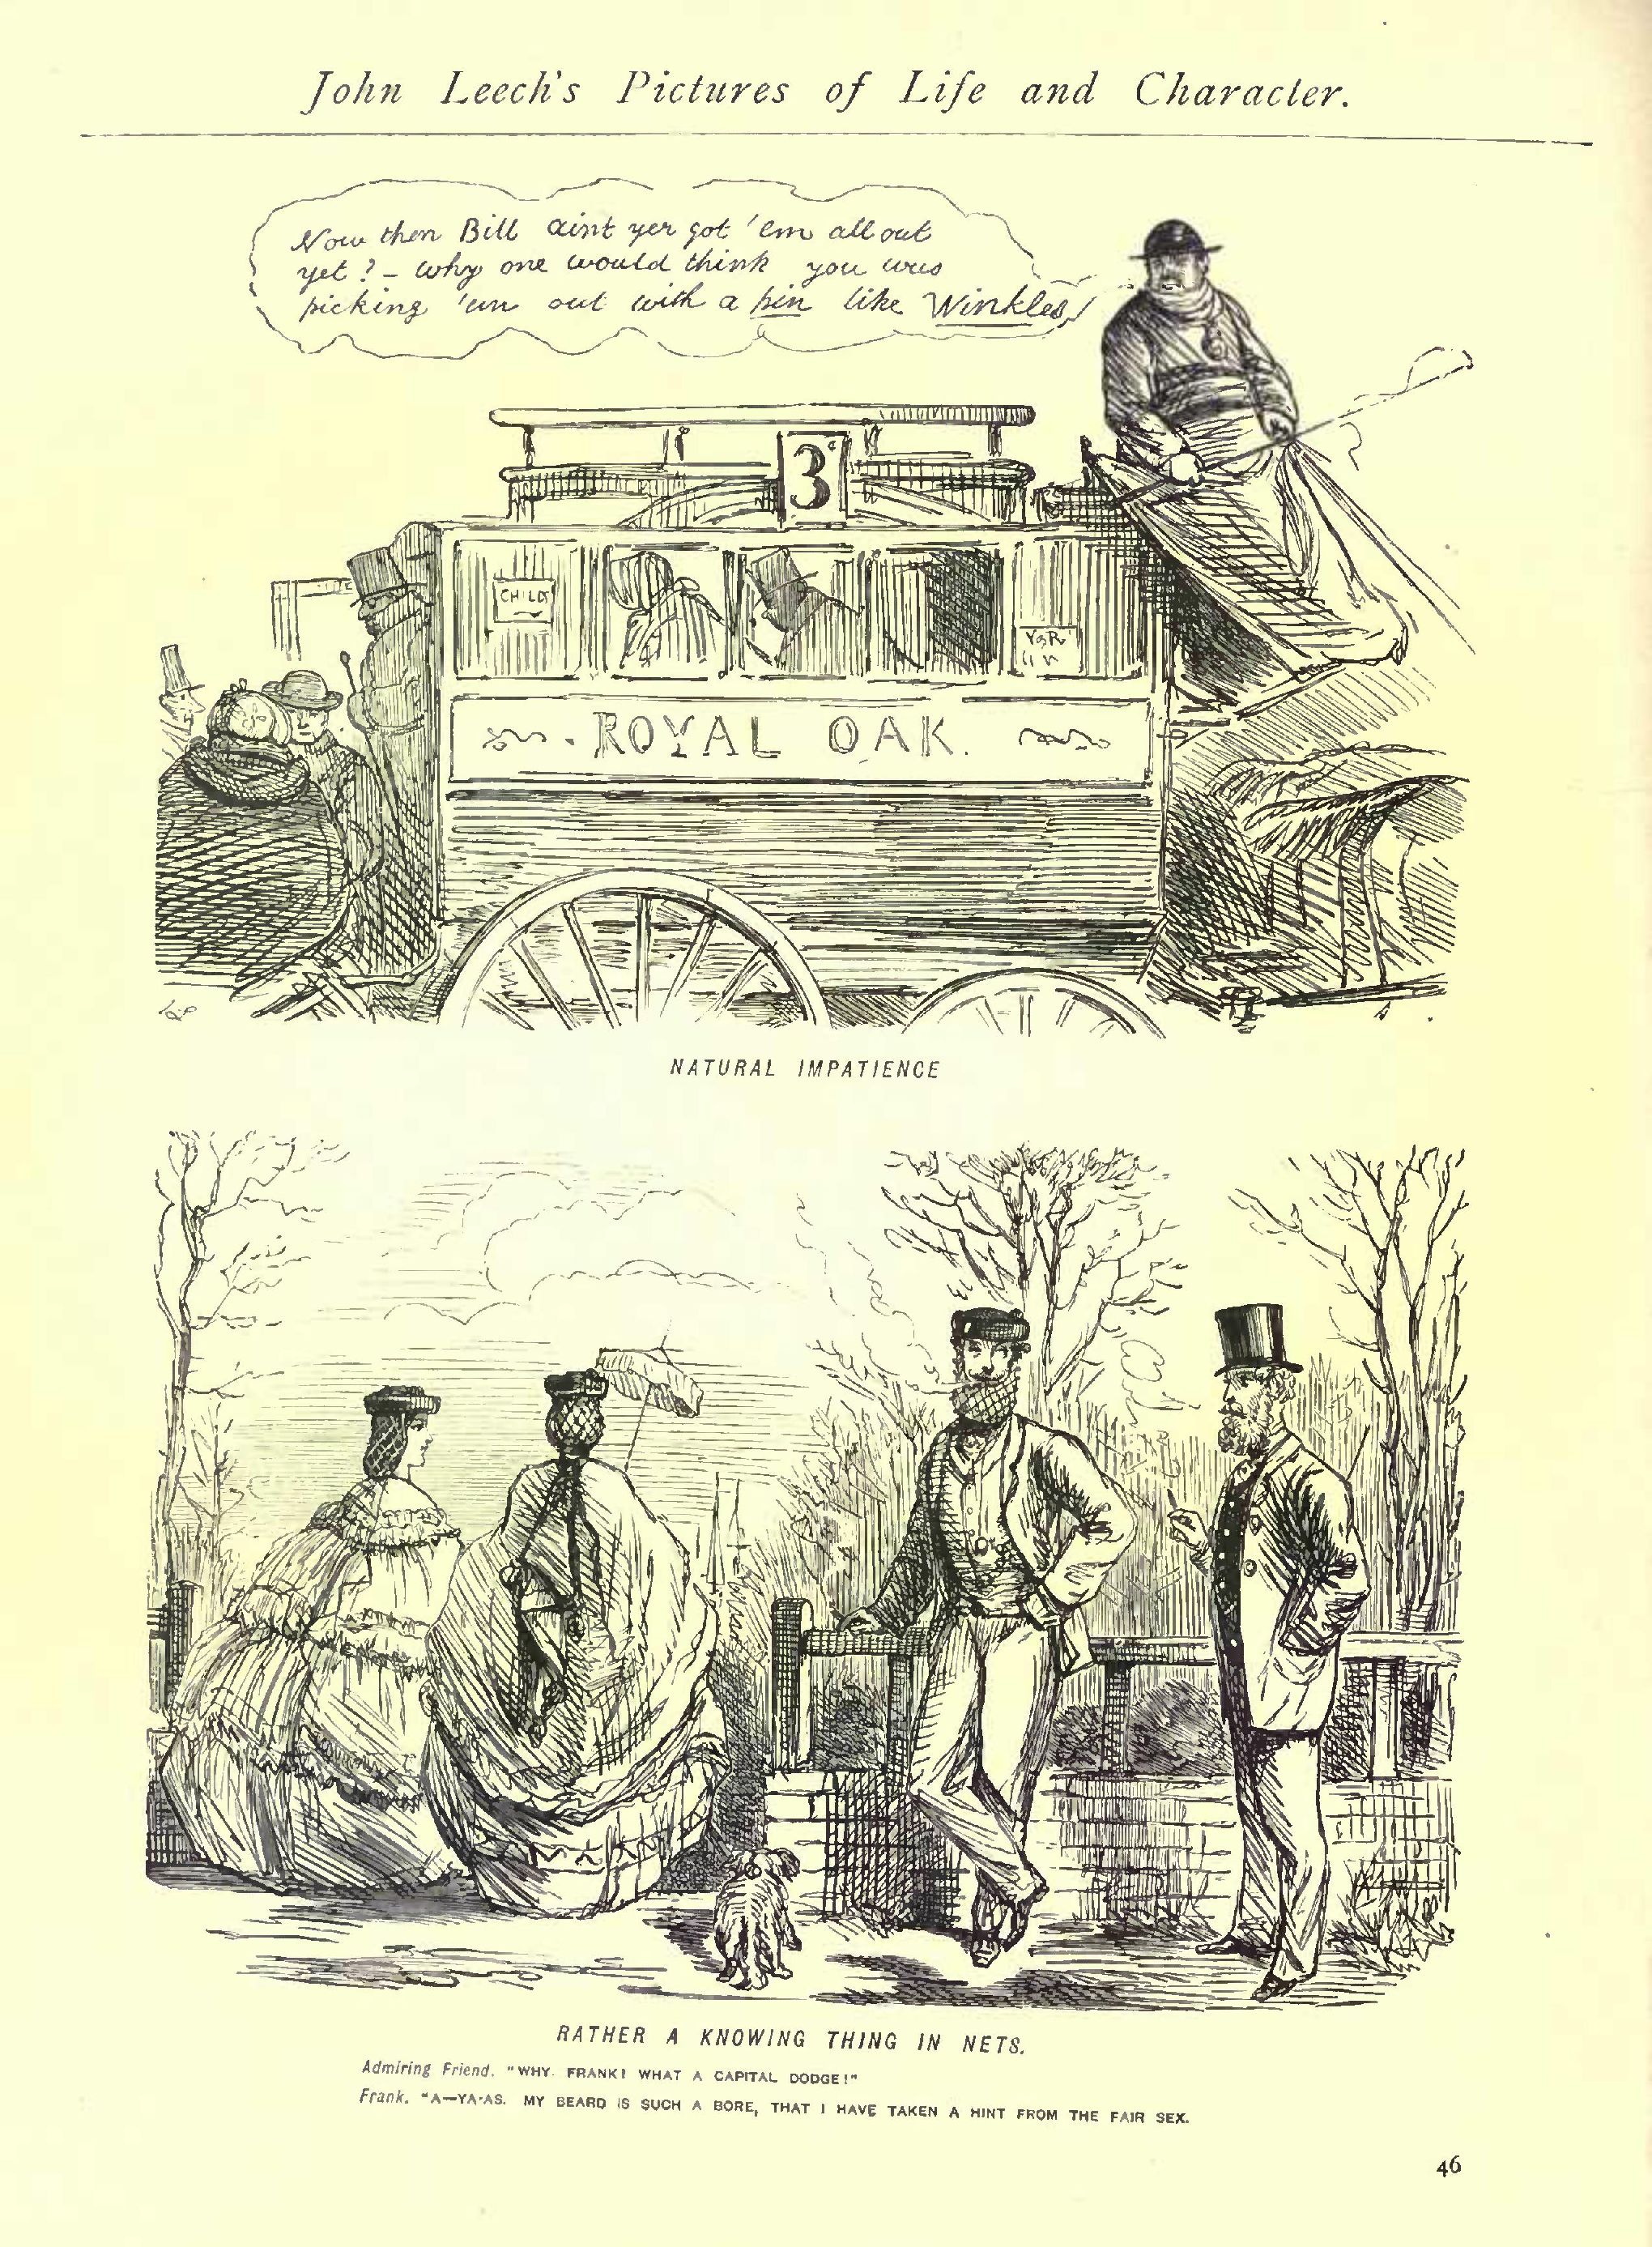 John Leech's Pictures of Life and Character.
Now then Bill aint yer got 'em all out
yet? - why one would think you was
picking 'em out with a pin like Winkles
3d
CHILDS
ROYAL OAK.
NATURAL IMPATIENCE
RATHER A KNOWING THING IN NETS.
Admiring Friend. "WHY. FRANK! WHAT A CAPITAL DODGE!"
Frank. "A—YA-AS. MY BEARD IS SUCH A BORE, THAT I HAVE TAKEN A HINT FROM THE FAIR SEX.
46